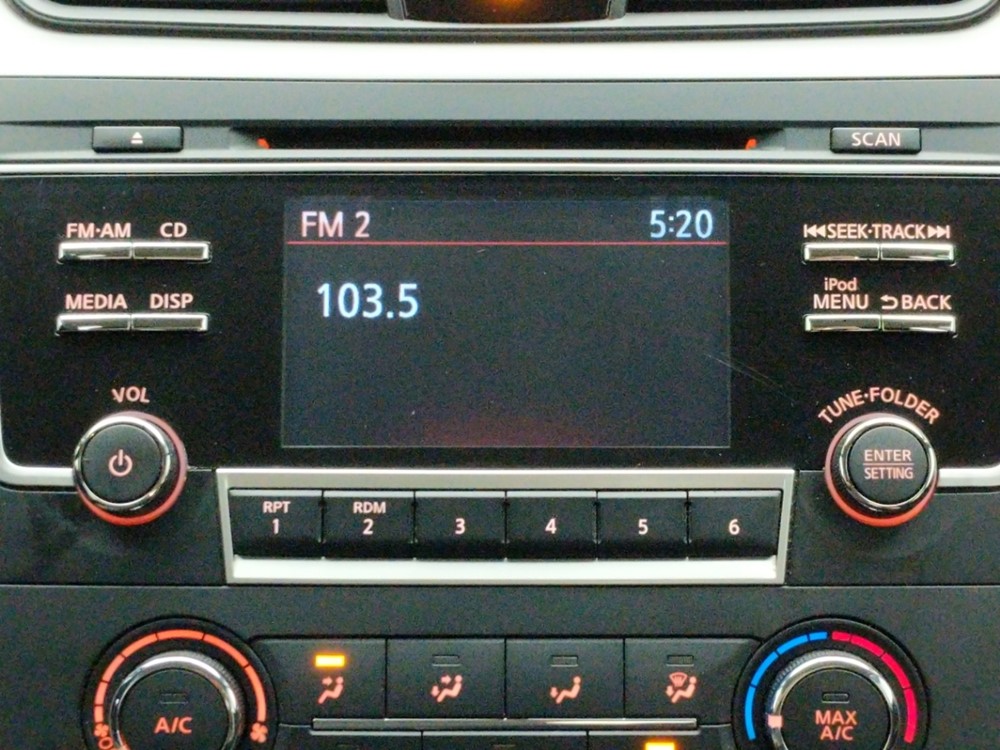 SCAN
FM·AM CD
FM 2 5:20
SEEK·TRACK
103.5
MEDIA DISP
iPod
MENU BACK
VOL
TUNE·FOLDER
ENTER
SETTING
RPT RDM
1 2 3 4 5 6
A/C
MAX
A/C